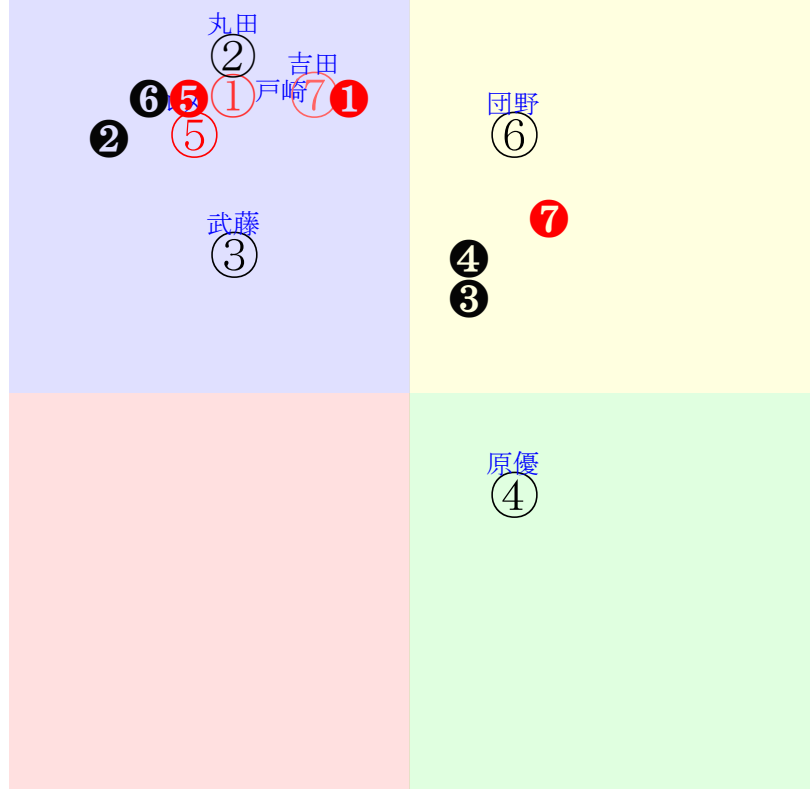 丸田
②
吉田
戸崎
❻
❺
①
⑦
❶
❷
⑤
団野
⑥
武藤
③
❼
❹
❸
原優
④